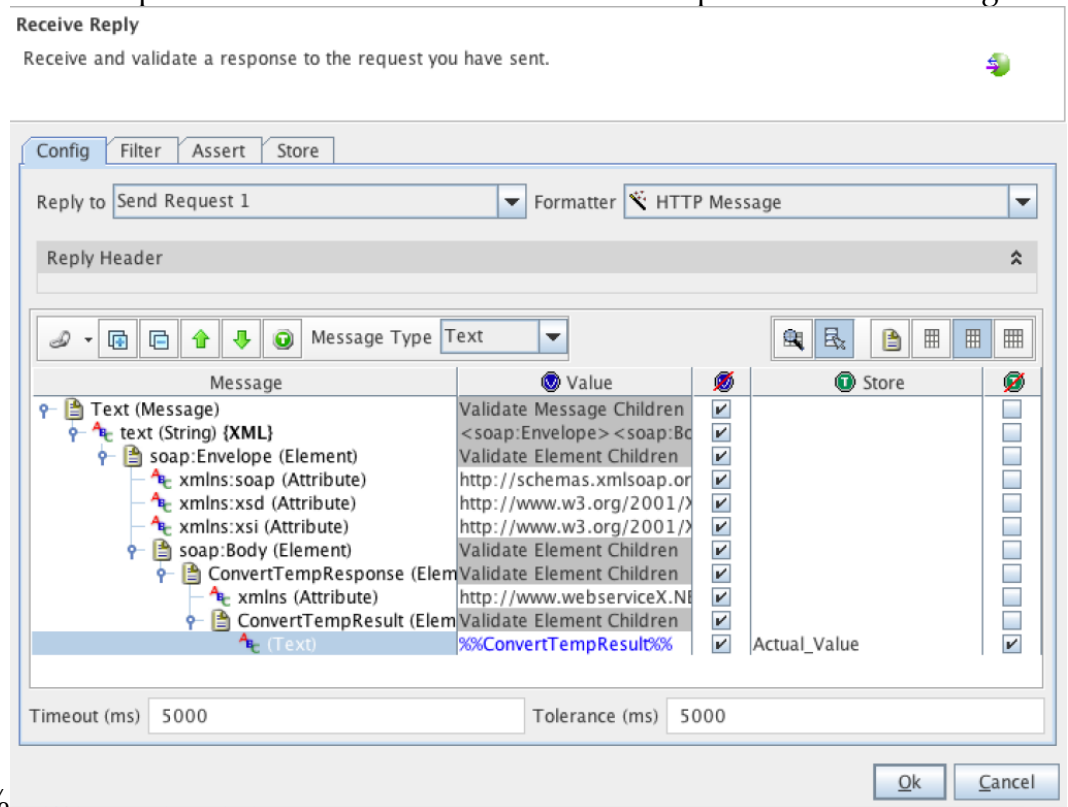 Receive Reply
Receive and validate a response to the request you have sent.
Config Filter Assert Store
Reply to Send Request 1 Formatter HTTP Message
Reply Header
Message Type Text
Message Value Store
Text (Message) Validate Message Children
text (String) {XML} <soap:Envelope><soap:Bo
soap:Envelope (Element) Validate Element Children
xmlns:soap (Attribute) http://schemas.xmlsoap.or
xmlns:xsd (Attribute) http://www.w3.org/2001/X
xmlns:xsi (Attribute) http://www.w3.org/2001/X
soap:Body (Element) Validate Element Children
ConvertTempResponse (Elem Validate Element Children
xmlns (Attribute) http://www.webserviceX.NE
ConvertTempResult (Elem Validate Element Children
(Text) %%ConvertTempResult%% Actual_Value
Timeout (ms) 5000 Tolerance (ms) 5000
Ok Cancel